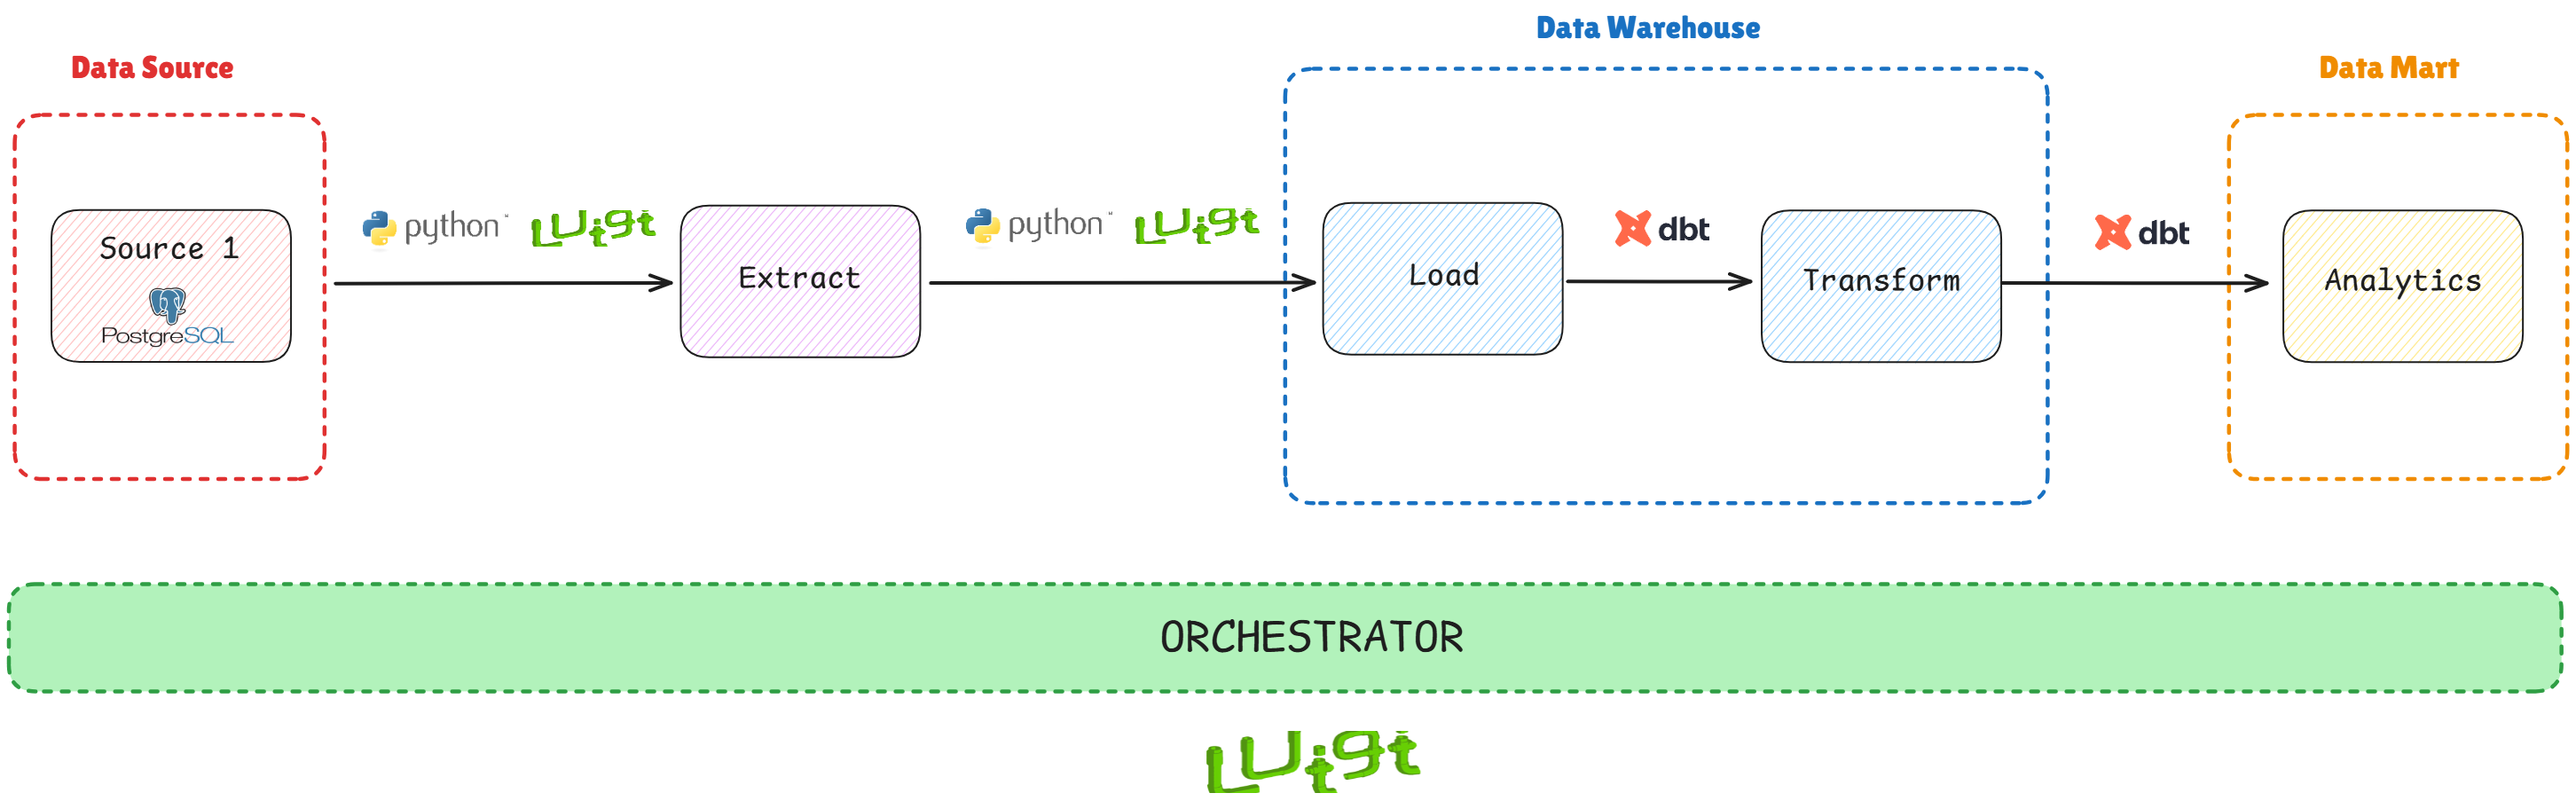 Data Warehouse
Data Source
Data Mart
Source 1
PostgreSQL
python
Luigi
Extract
python
Luigi
Load
dbt
Transform
dbt
Analytics
ORCHESTRATOR
Luigi